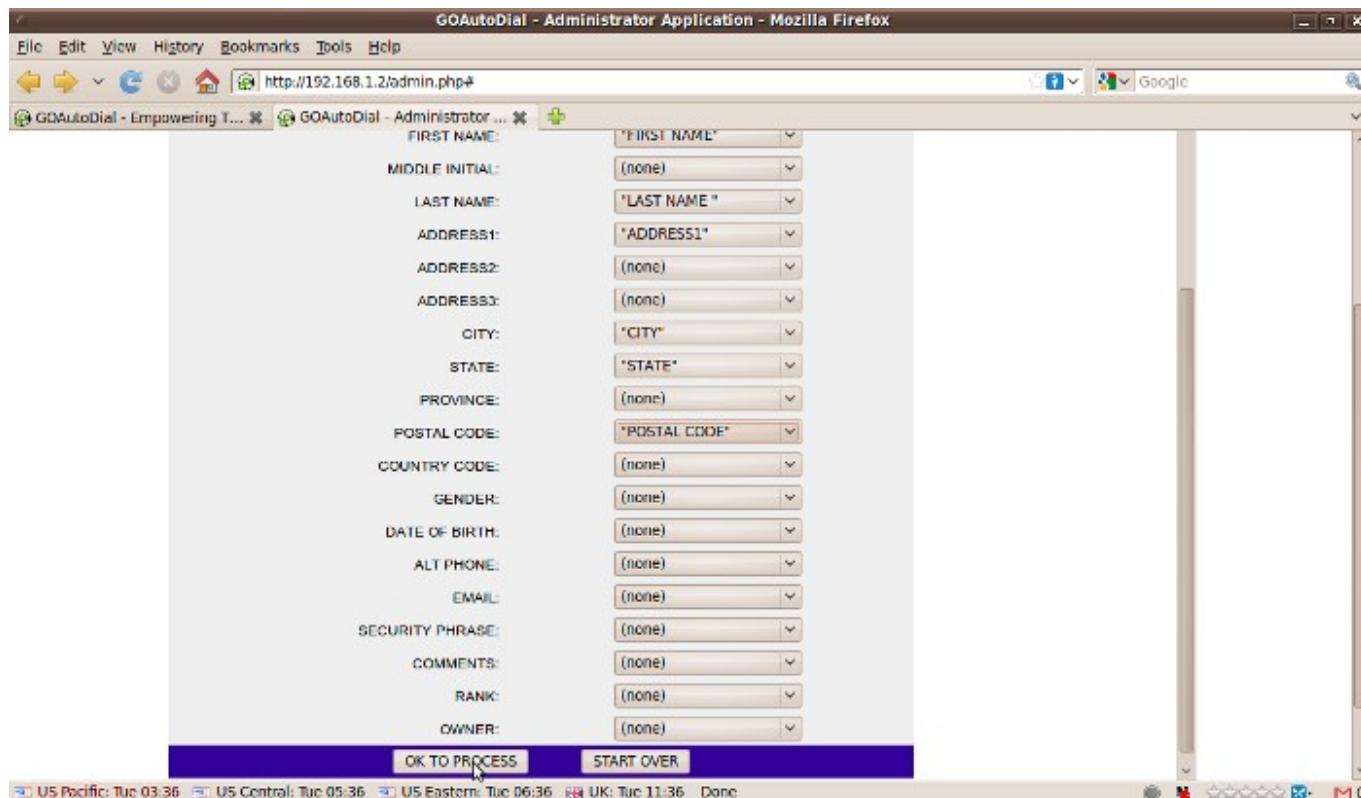 GOAutoDial - Administrator Application - Mozilla Firefox
File Edit View History Bookmarks Tools Help
http://192.168.1.2/admin.php# Google
GOAutoDial - Empowering T... GOAutoDial - Administrator ...
FIRST NAME: "FIRST NAME"
MIDDLE INITIAL: (none)
LAST NAME: "LAST NAME "
ADDRESS1: "ADDRESS1"
ADDRESS2: (none)
ADDRESS3: (none)
CITY: "CITY"
STATE: "STATE"
PROVINCE: (none)
POSTAL CODE: "POSTAL CODE"
COUNTRY CODE: (none)
GENDER: (none)
DATE OF BIRTH: (none)
ALT PHONE: (none)
EMAIL: (none)
SECURITY PHRASE: (none)
COMMENTS: (none)
RANK: (none)
OWNER: (none)
OK TO PROCESS START OVER
US Pacific: Tue 03:36 US Central: Tue 05:36 US Eastern: Tue 06:36 UK: Tue 11:36 Done